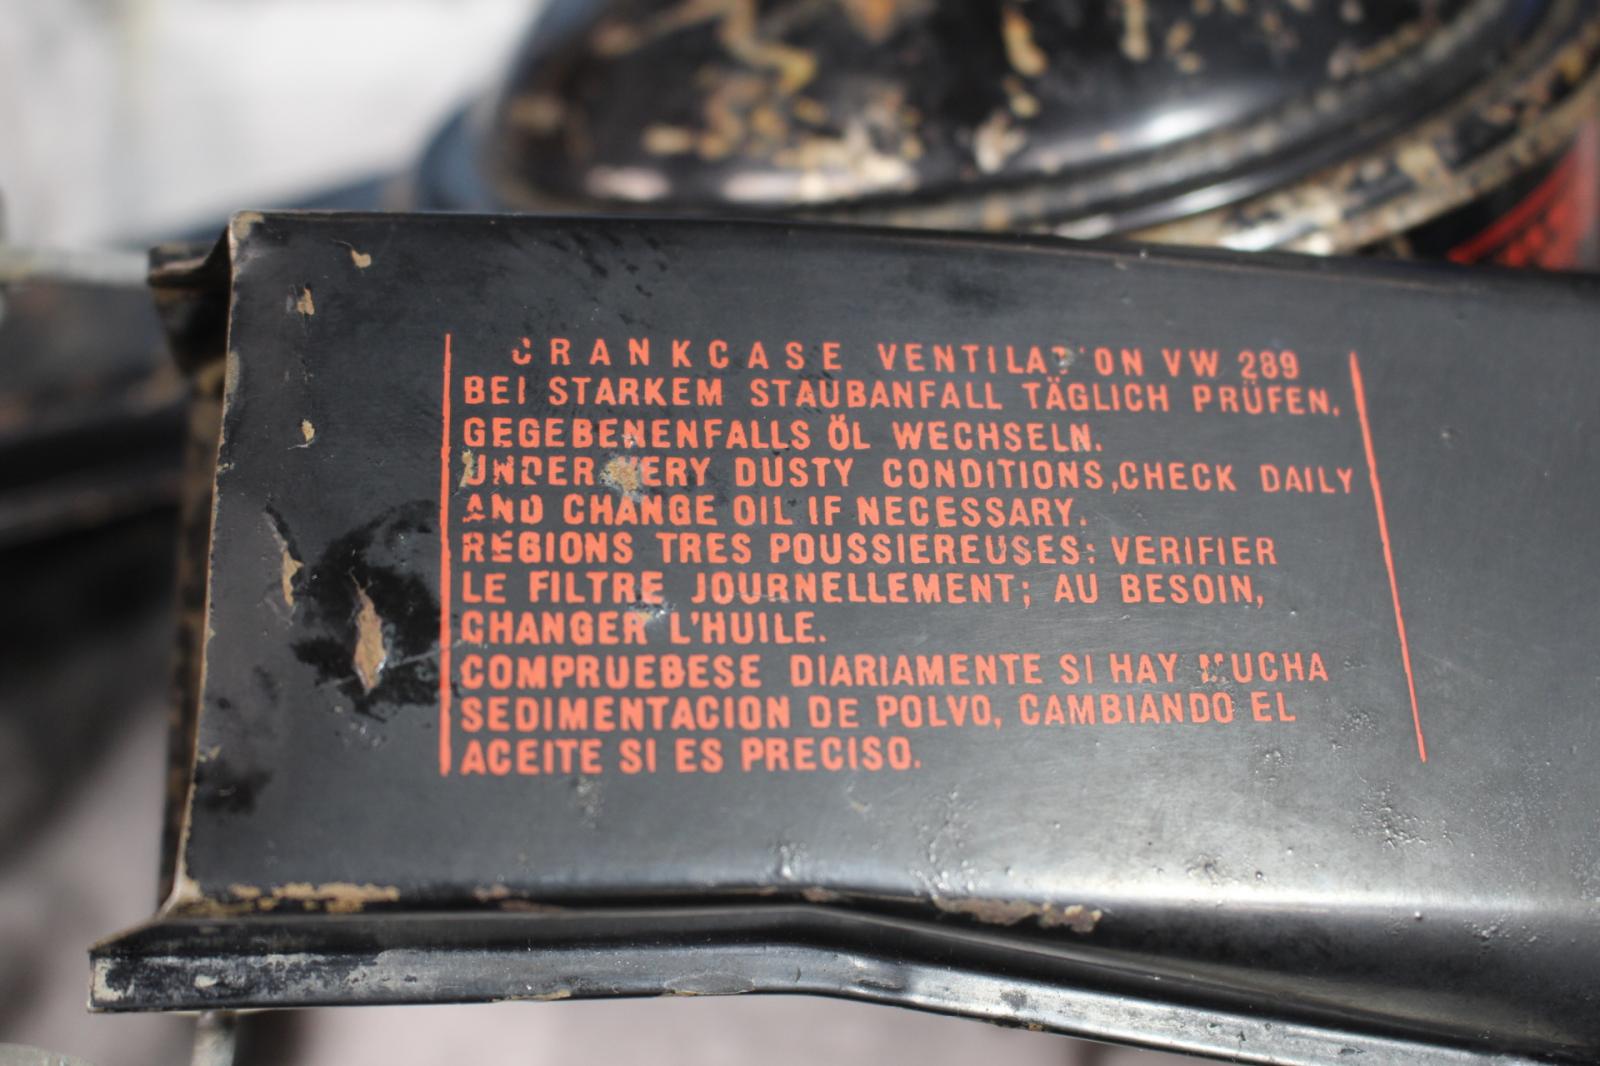 CRANKCASE VENTILATION VW 289
BEI STARKEM STAUBANFALL TÄGLICH PRÜFEN,
GEGEBENENFALLS ÖL WECHSELN.
UNDER VERY DUSTY CONDITIONS, CHECK DAILY
AND CHANGE OIL IF NECESSARY.
REGIONS TRES POUSSIEREUSES: VERIFIER
LE FILTRE JOURNELLEMENT; AU BESOIN,
CHANGER L'HUILE.
COMPRUEBESE DIARIAMENTE SI HAY MUCHA
SEDIMENTACION DE POLVO, CAMBIANDO EL
ACEITE SI ES PRECISO.